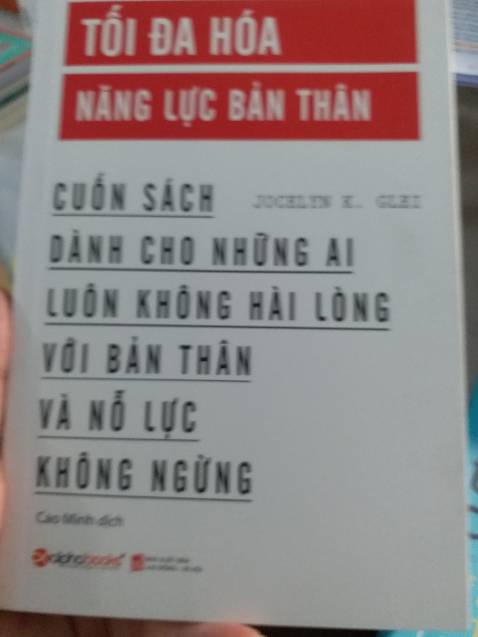 TỐI ĐA HÓA
NĂNG LỰC BẢN THÂN
CUỐN SÁCH
JOCELYN K. GLEI
DÀNH CHO NHỮNG AI
LUÔN KHÔNG HÀI LÒNG
VỚI BẢN THÂN
VÀ NỖ LỰC
KHÔNG NGỪNG
Cao Minh dịch
alphabooks